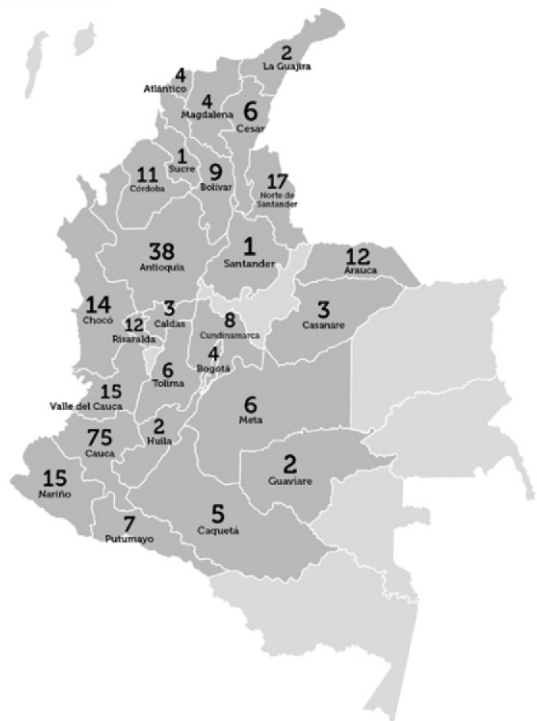 2
La Guajira
4
Atlántico
4
Magdalena
6
Cesar
1
Sucre
11
Córdoba
9
Bolívar
17
Norte de
Santander
38
Antioquia
1
Santander
12
Arauca
14
Chocó
3
Caldas
12
Risaralda
8
Cundinamarca
3
Casanare
4
Bogotá
6
Tolima
15
Valle del Cauca
6
Meta
75
Cauca
2
Huila
2
Guaviare
15
Nariño
7
Putumayo
5
Caquetá